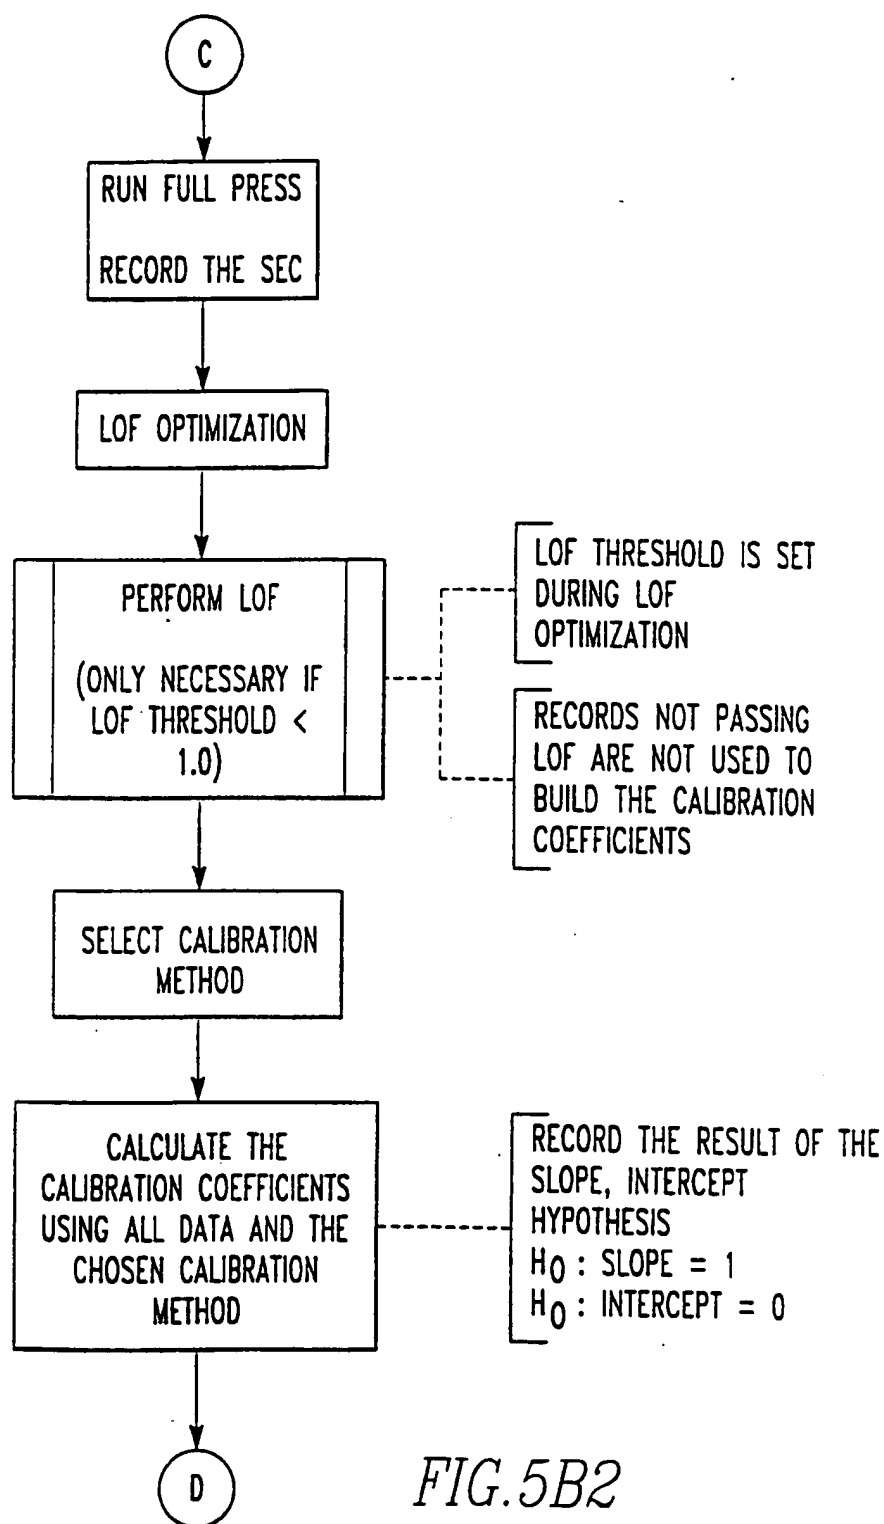 C
RUN FULL PRESS
RECORD THE SEC
LOF OPTIMIZATION
PERFORM LOF
(ONLY NECESSARY IF
LOF THRESHOLD <
1.0)
LOF THRESHOLD IS SET
DURING LOF
OPTIMIZATION
RECORDS NOT PASSING
LOF ARE NOT USED TO
BUILD THE CALIBRATION
COEFFICIENTS
SELECT CALIBRATION
METHOD
CALCULATE THE
CALIBRATION COEFFICIENTS
USING ALL DATA AND THE
CHOSEN CALIBRATION
METHOD
RECORD THE RESULT OF THE
SLOPE, INTERCEPT
HYPOTHESIS
H0 : SLOPE = 1
H0 : INTERCEPT = 0
D
FIG.5B2